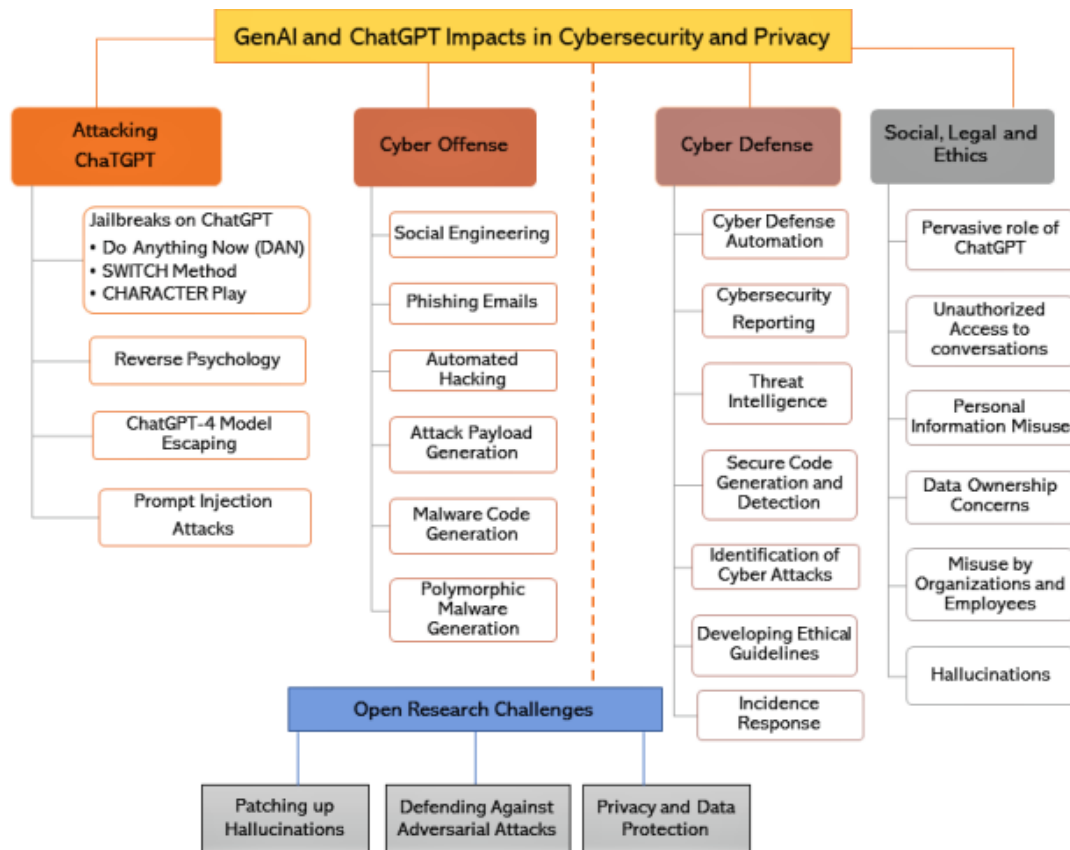 GenAI and ChatGPT Impacts in Cybersecurity and Privacy
Attacking
ChaTGPT
Jailbreaks on ChatGPT
• Do Anything Now (DAN)
• SWITCH Method
• CHARACTER Play
Reverse Psychology
ChatGPT-4 Model
Escaping
Prompt Injection
Attacks
Cyber Offense
Social Engineering
Phishing Emails
Automated
Hacking
Attack Payload
Generation
Malware Code
Generation
Polymorphic
Malware
Generation
Cyber Defense
Cyber Defense
Automation
Cybersecurity
Reporting
Threat
Intelligence
Secure Code
Generation and
Detection
Identification of
Cyber Attacks
Developing Ethical
Guidelines
Incidence
Response
Social, Legal and
Ethics
Pervasive role of
ChatGPT
Unauthorized
Access to
conversations
Personal
Information Misuse
Data Ownership
Concerns
Misuse by
Organizations and
Employees
Hallucinations
Open Research Challenges
Patching up
Hallucinations
Defending Against
Adversarial Attacks
Privacy and Data
Protection